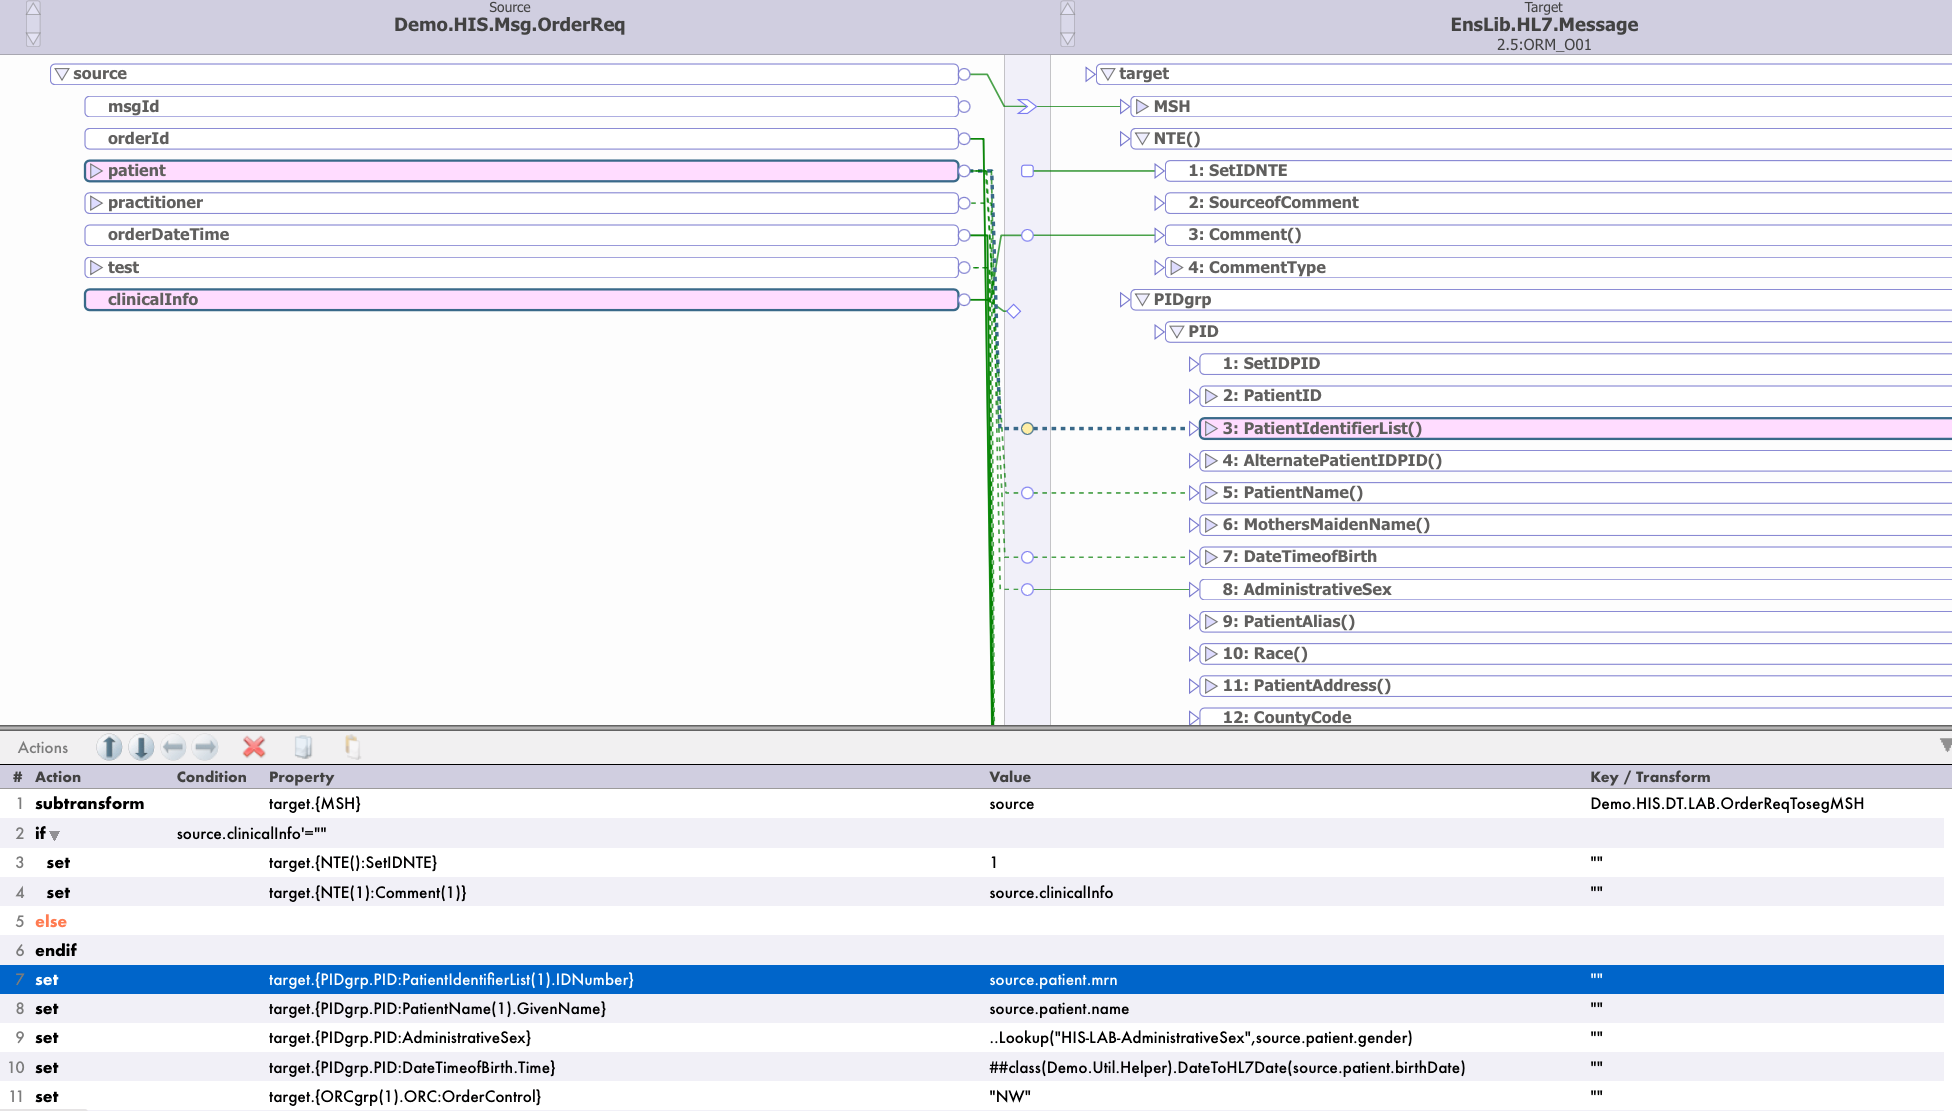 Source
Demo.HIS.Msg.OrderReq
Target
EnsLib.HL7.Message
2.5:ORM_O01
source
msgId
orderId
patient
practitioner
orderDateTime
test
clinicalInfo
target
MSH
NTE()
1: SetIDNTE
2: SourceofComment
3: Comment()
4: CommentType
PIDgrp
PID
1: SetIDPID
2: PatientID
3: PatientIdentifierList()
4: AlternatePatientIDPID()
5: PatientName()
6: MothersMaidenName()
7: DateTimeofBirth
8: AdministrativeSex
9: PatientAlias()
10: Race()
11: PatientAddress()
12: CountyCode
Actions
# Action Condition Property Value Key / Transform
1 subtransform target.{MSH} source Demo.HIS.DT.LAB.OrderReqTosegMSH
2 if source.clinicalInfo'=""
3 set target.{NTE():SetIDNTE} 1 ""
4 set target.{NTE(1):Comment(1)} source.clinicalInfo ""
5 else
6 endif
7 set target.{PIDgrp.PID:PatientIdentifierList(1).IDNumber} source.patient.mrn ""
8 set target.{PIDgrp.PID:PatientName(1).GivenName} source.patient.name ""
9 set target.{PIDgrp.PID:AdministrativeSex} ..Lookup("HIS-LAB-AdministrativeSex",source.patient.gender) ""
10 set target.{PIDgrp.PID:DateTimeofBirth.Time} ##class(Demo.Util.Helper).DateToHL7Date(source.patient.birthDate) ""
11 set target.{ORCgrp(1).ORC:OrderControl} "NW" ""